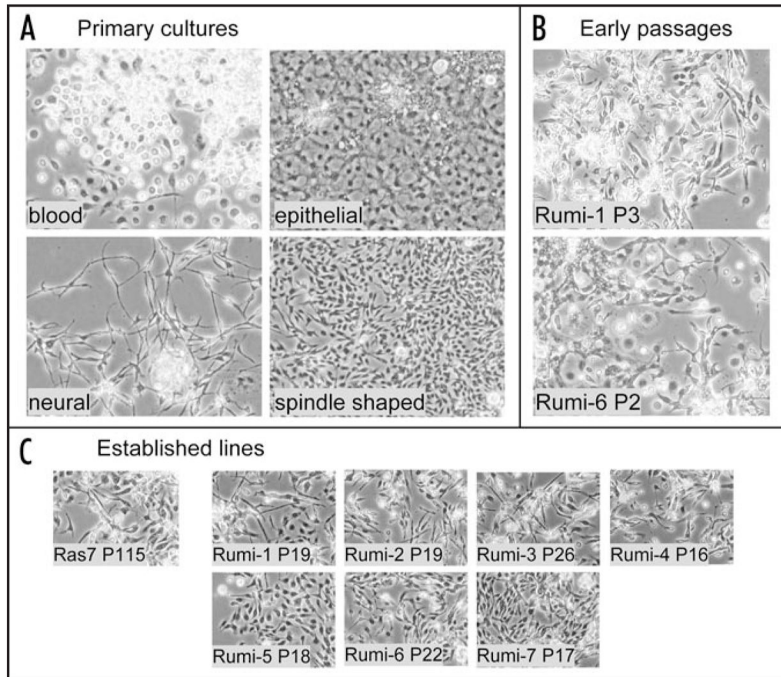 A Primary cultures
blood
epithelial
neural
spindle shaped
B Early passages
Rumi-1 P3
Rumi-6 P2
C Established lines
Ras7 P115
Rumi-1 P19
Rumi-2 P19
Rumi-3 P26
Rumi-4 P16
Rumi-5 P18
Rumi-6 P22
Rumi-7 P17